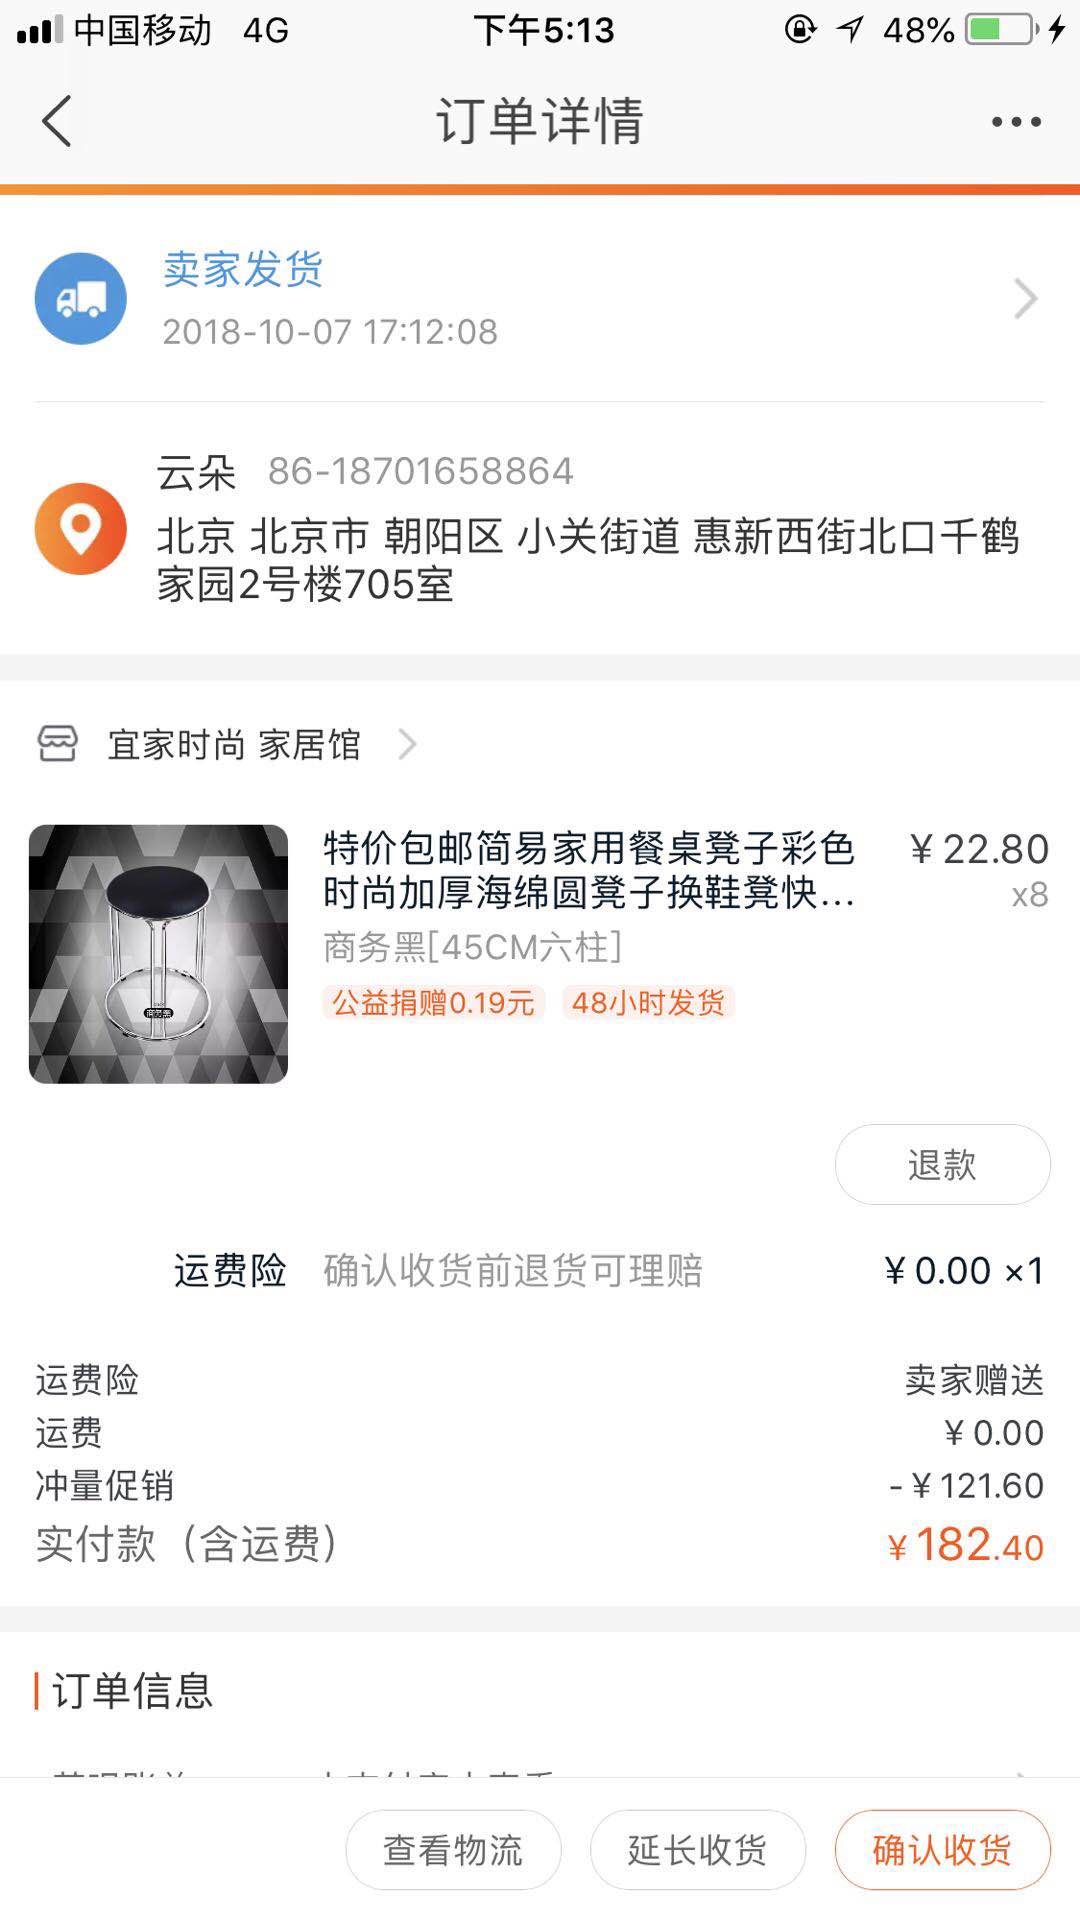 中国移动 4G 下午5:13 48%
订单详情
卖家发货
2018-10-07 17:12:08
云朵 86-18701658864
北京 北京市 朝阳区 小关街道 惠新西街北口千鹤
家园2号楼705室
宜家时尚 家居馆
特价包邮简易家用餐桌凳子彩色 ¥22.80
时尚加厚海绵圆凳子换鞋凳快... x8
商务黑[45CM六柱]
公益捐赠0.19元 48小时发货
商务黑
退款
运费险 确认收货前退货可理赔 ¥0.00 ×1
运费险 卖家赠送
运费 ¥0.00
冲量促销 -¥121.60
实付款（含运费） ¥182.40
订单信息
查看物流 延长收货 确认收货